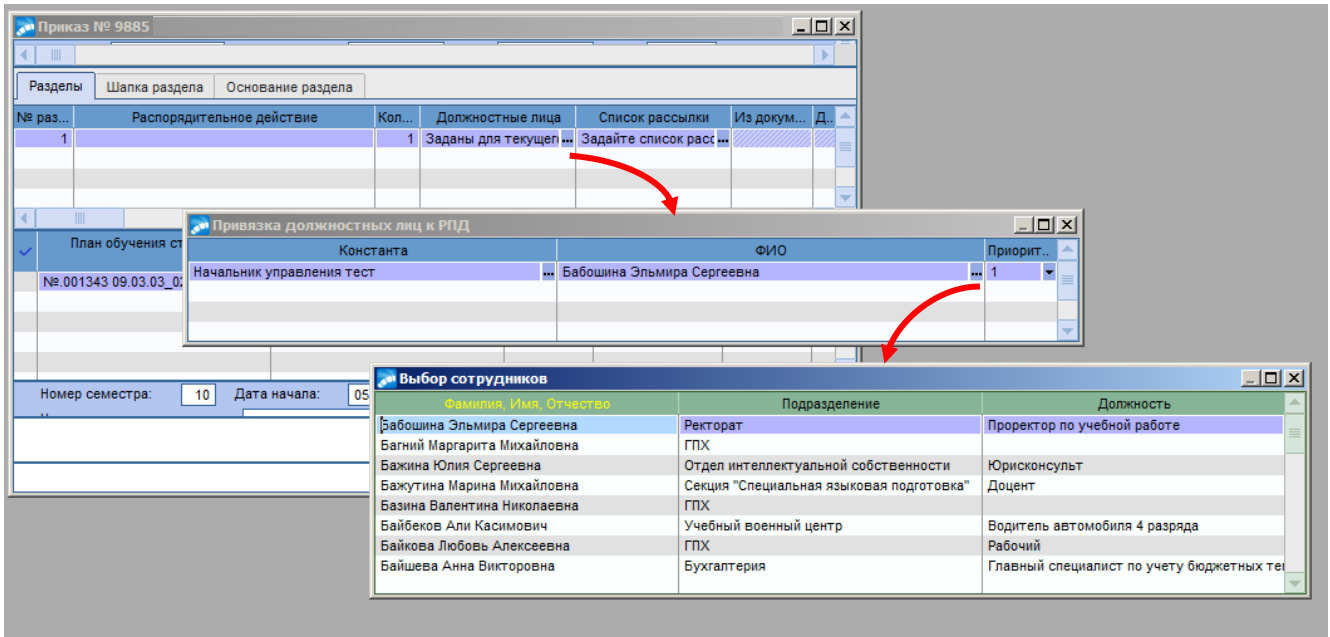 Приказ № 9885
Разделы Шапка раздела Основание раздела
№ раз... Распорядительное действие Кол... Должностные лица Список рассылки Из докум... Д..
1 1 Заданы для текущег ... Задайте список расс ...
Привязка должностных лиц к РПД
План обучения ст
Константа ФИО Приорит..
Начальник управления тест ... Бабошина Эльмира Сергеевна ... 1
№.001343 09.03.03_02
Выбор сотрудников
Номер семестра: 10 Дата начала: 05
Фамилия, Имя, Отчество Подразделение Должность
Бабошина Эльмира Сергеевна Ректорат Проректор по учебной работе
Багний Маргарита Михайловна ГПХ
Бажина Юлия Сергеевна Отдел интеллектуальной собственности Юрисконсульт
Бажутина Марина Михайловна Секция "Специальная языковая подготовка" Доцент
Базина Валентина Николаевна ГПХ
Байбеков Али Касимович Учебный военный центр Водитель автомобиля 4 разряда
Байкова Любовь Алексеевна ГПХ Рабочий
Байшева Анна Викторовна Бухгалтерия Главный специалист по учету бюджетных тек